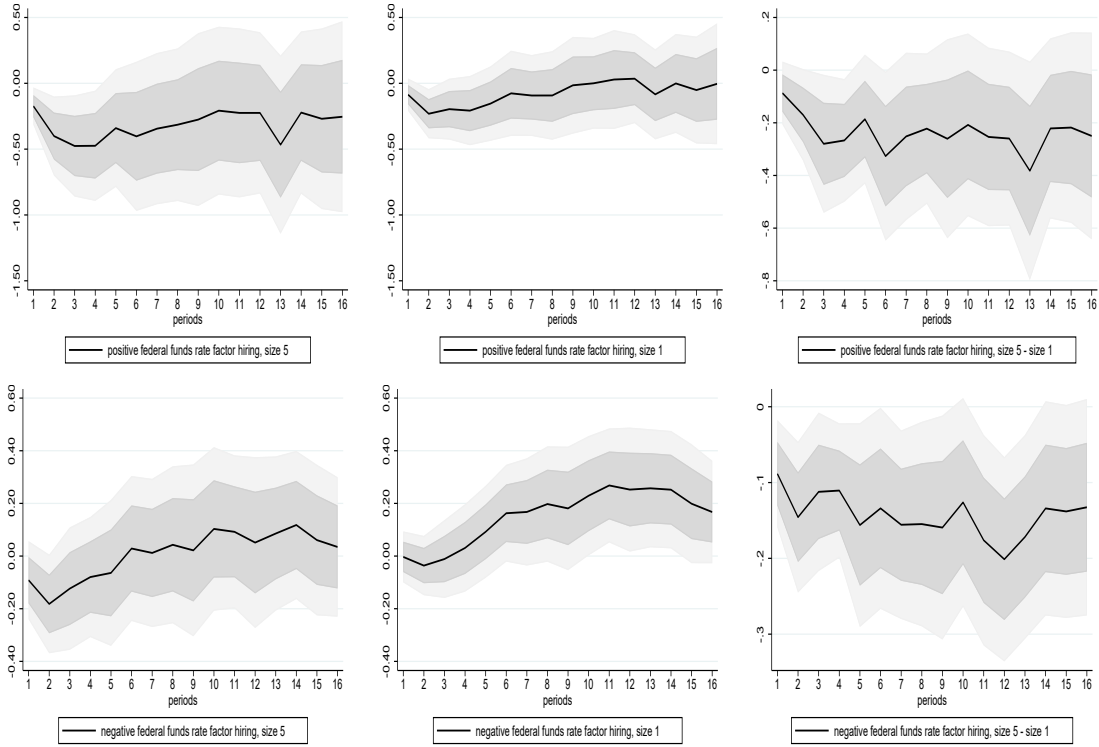 0.50
0.00
-0.50
-1.00
-1.50
1 2 3 4 5 6 7 8 9 10 11 12 13 14 15 16
periods
positive federal funds rate factor hiring, size 5
0.50
0.00
-0.50
-1.00
-1.50
1 2 3 4 5 6 7 8 9 10 11 12 13 14 15 16
periods
positive federal funds rate factor hiring, size 1
.2
0
-.2
-.4
-.6
-.8
1 2 3 4 5 6 7 8 9 10 11 12 13 14 15 16
periods
positive federal funds rate factor hiring, size 5 - size 1
0.60
0.40
0.20
0.00
-0.20
-0.40
1 2 3 4 5 6 7 8 9 10 11 12 13 14 15 16
periods
negative federal funds rate factor hiring, size 5
0.60
0.40
0.20
0.00
-0.20
-0.40
1 2 3 4 5 6 7 8 9 10 11 12 13 14 15 16
periods
negative federal funds rate factor hiring, size 1
0
-.1
-.2
-.3
1 2 3 4 5 6 7 8 9 10 11 12 13 14 15 16
periods
negative federal funds rate factor hiring, size 5 - size 1